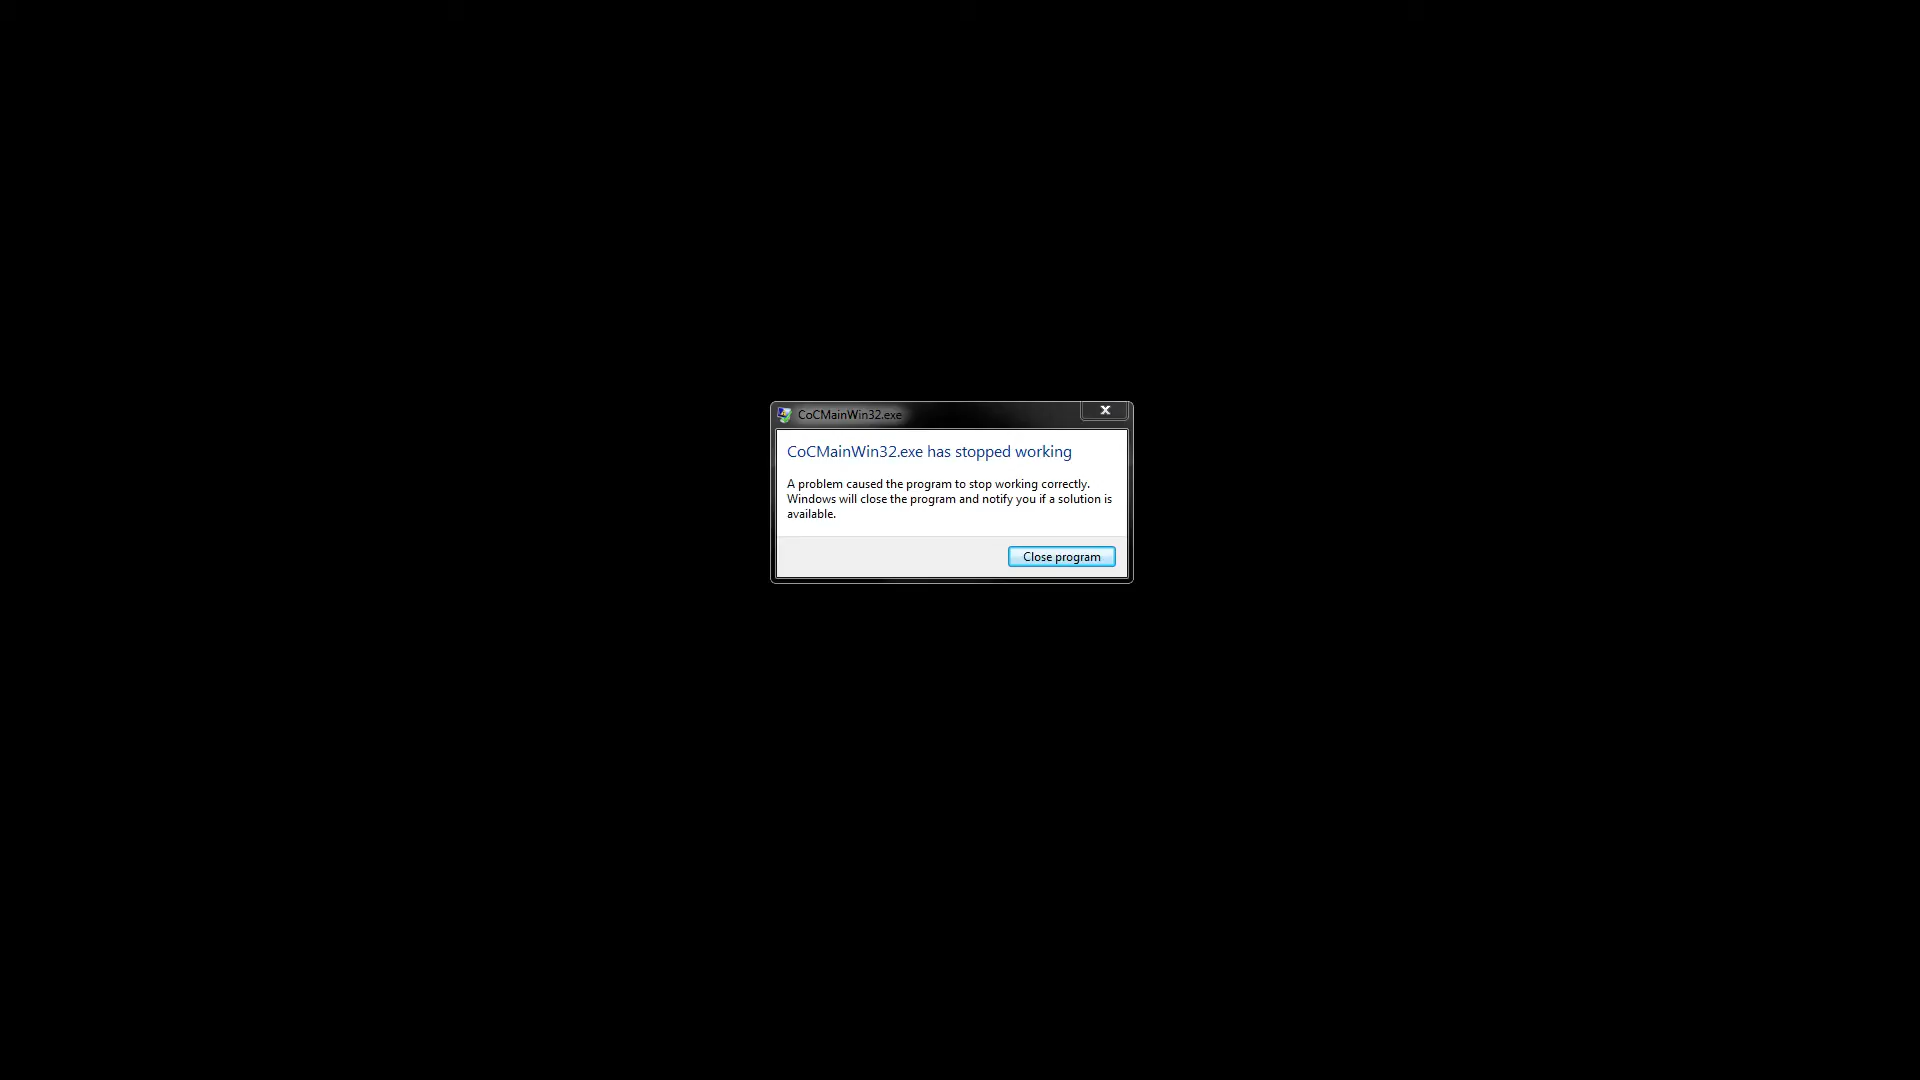 CoCMainWin32.exe
CoCMainWin32.exe has stopped working
A problem caused the program to stop working correctly.
Windows will close the program and notify you if a solution is
available.
Close program